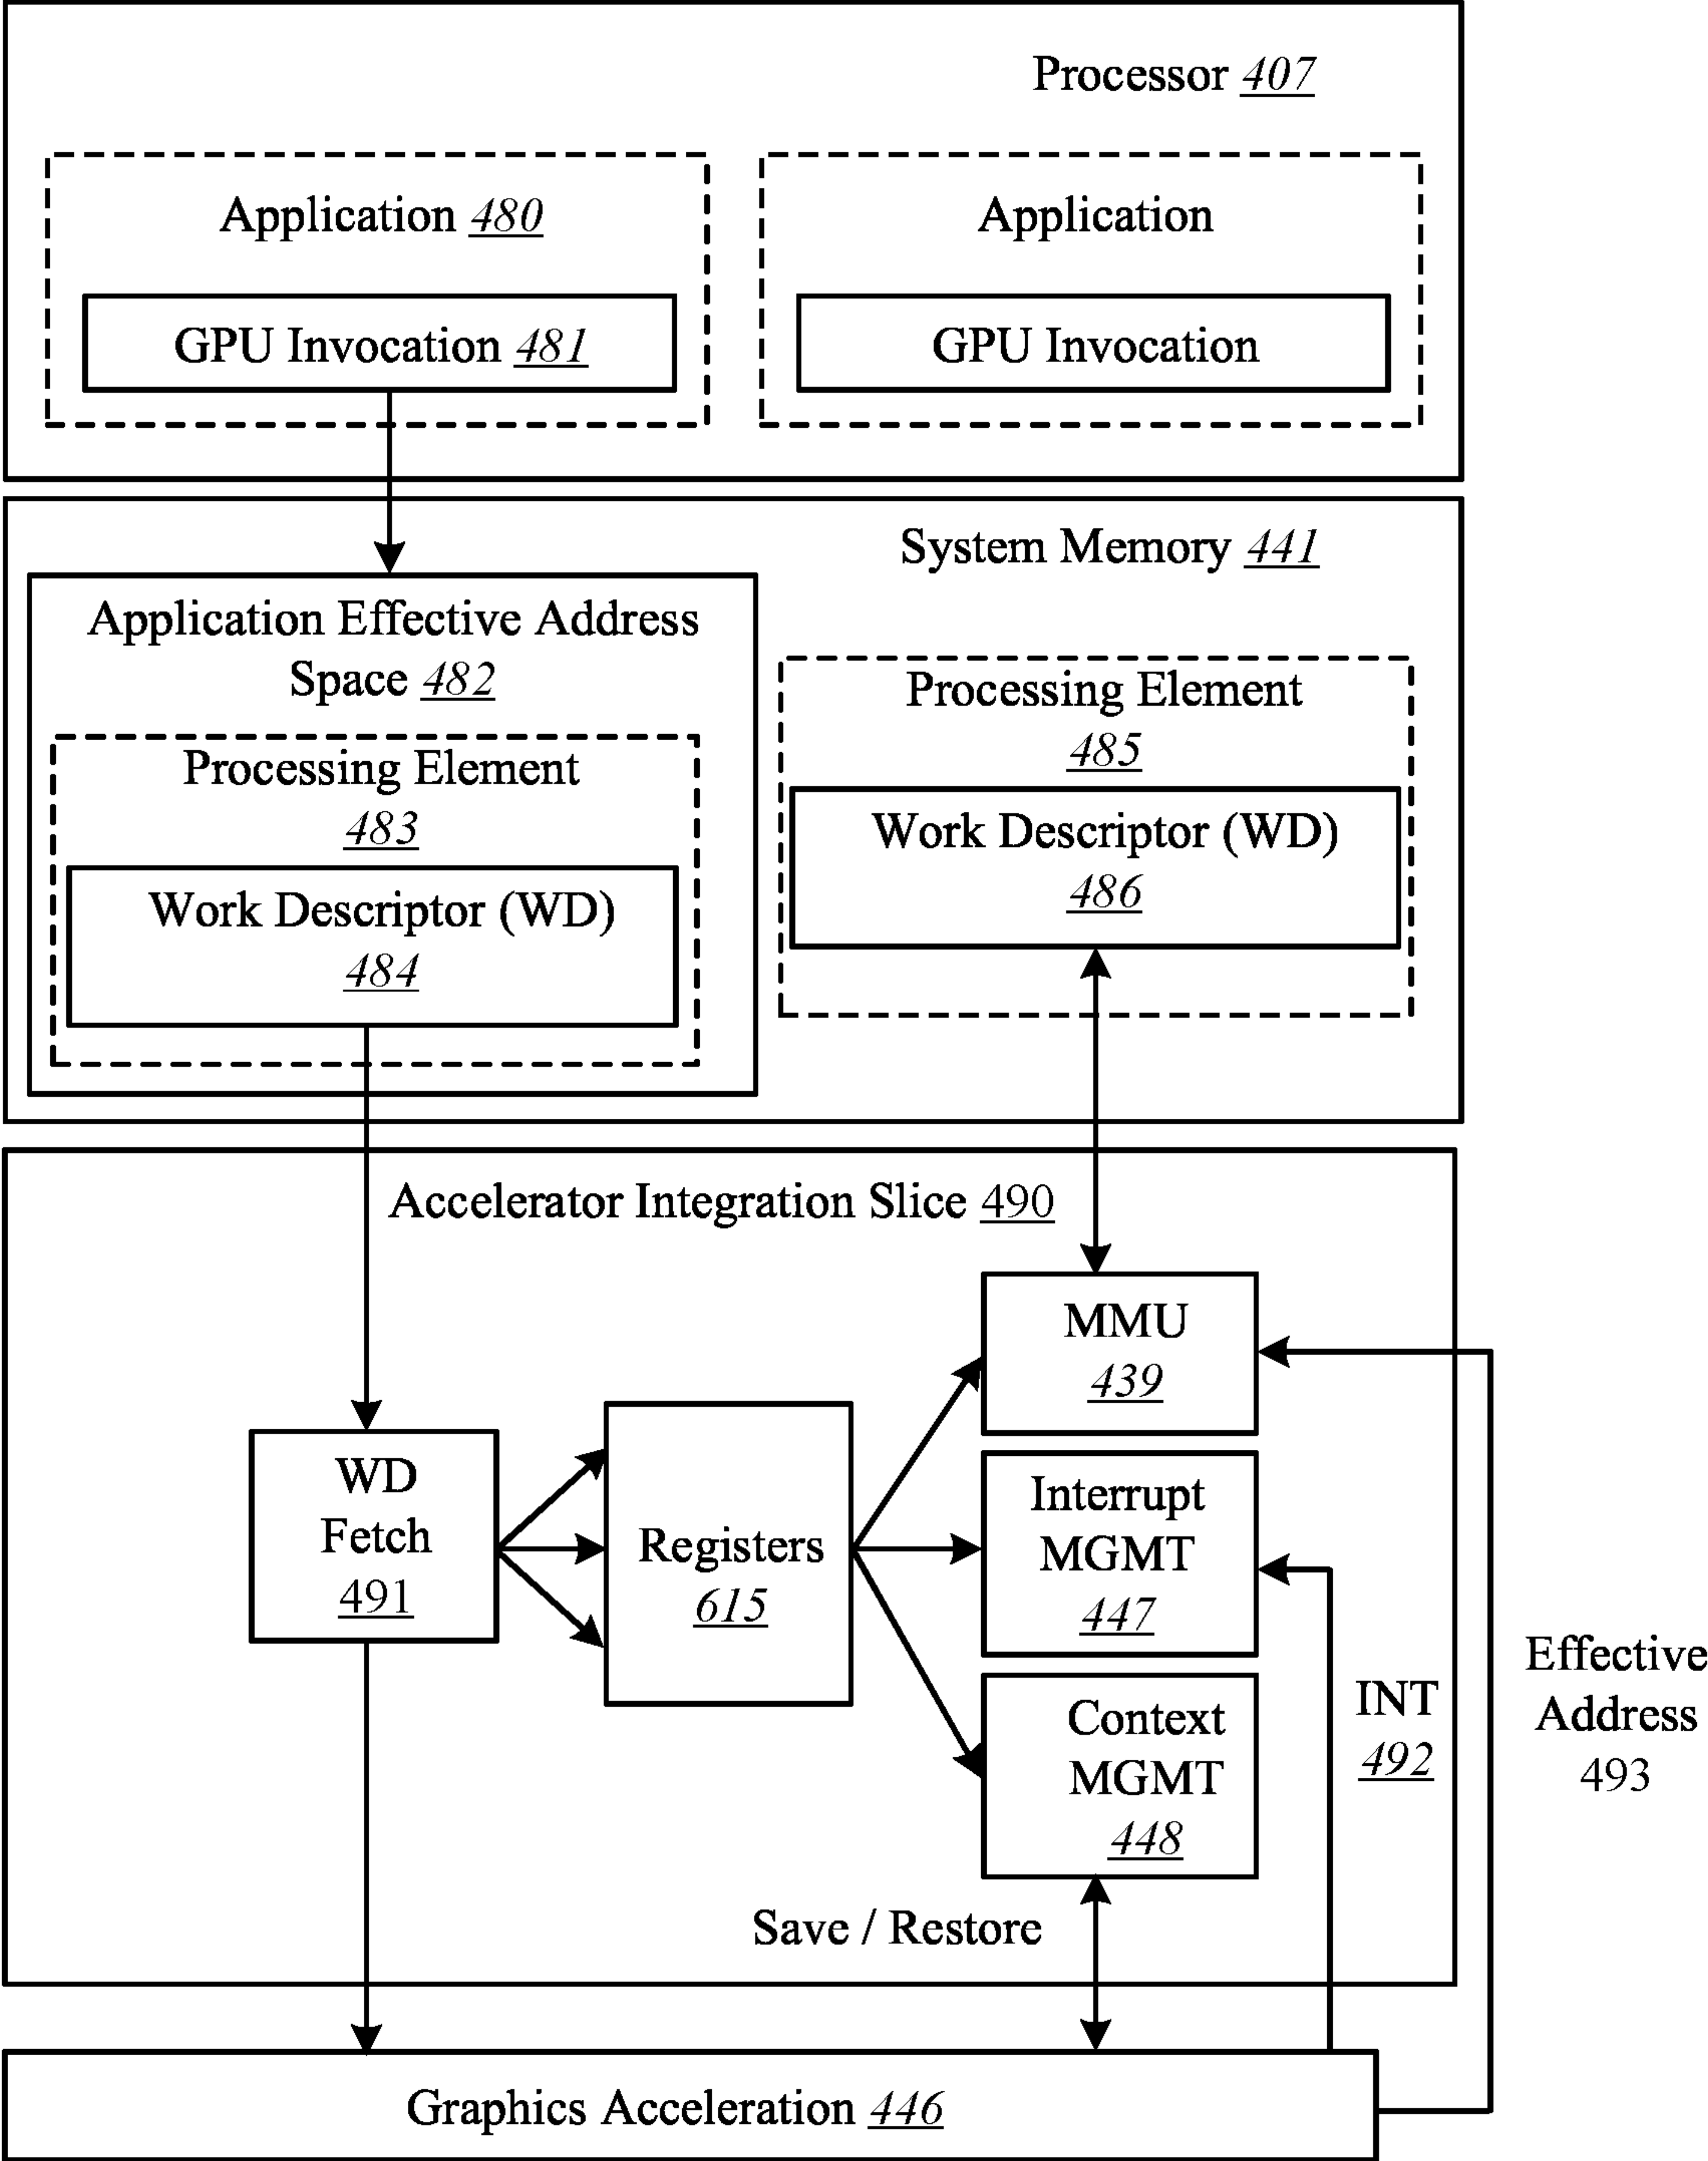 Processor 407
Application 480
Application
GPU Invocation 481
GPU Invocation
System Memory 441
Application Effective Address
Space 482
Processing Element
483
Work Descriptor (WD)
484
Processing Element
485
Work Descriptor (WD)
486
Accelerator Integration Slice 490
MMU
439
WD
Fetch
491
Registers
615
Interrupt
MGMT
447
Context
MGMT
448
INT
492
Effective
Address
493
Save / Restore
Graphics Acceleration 446